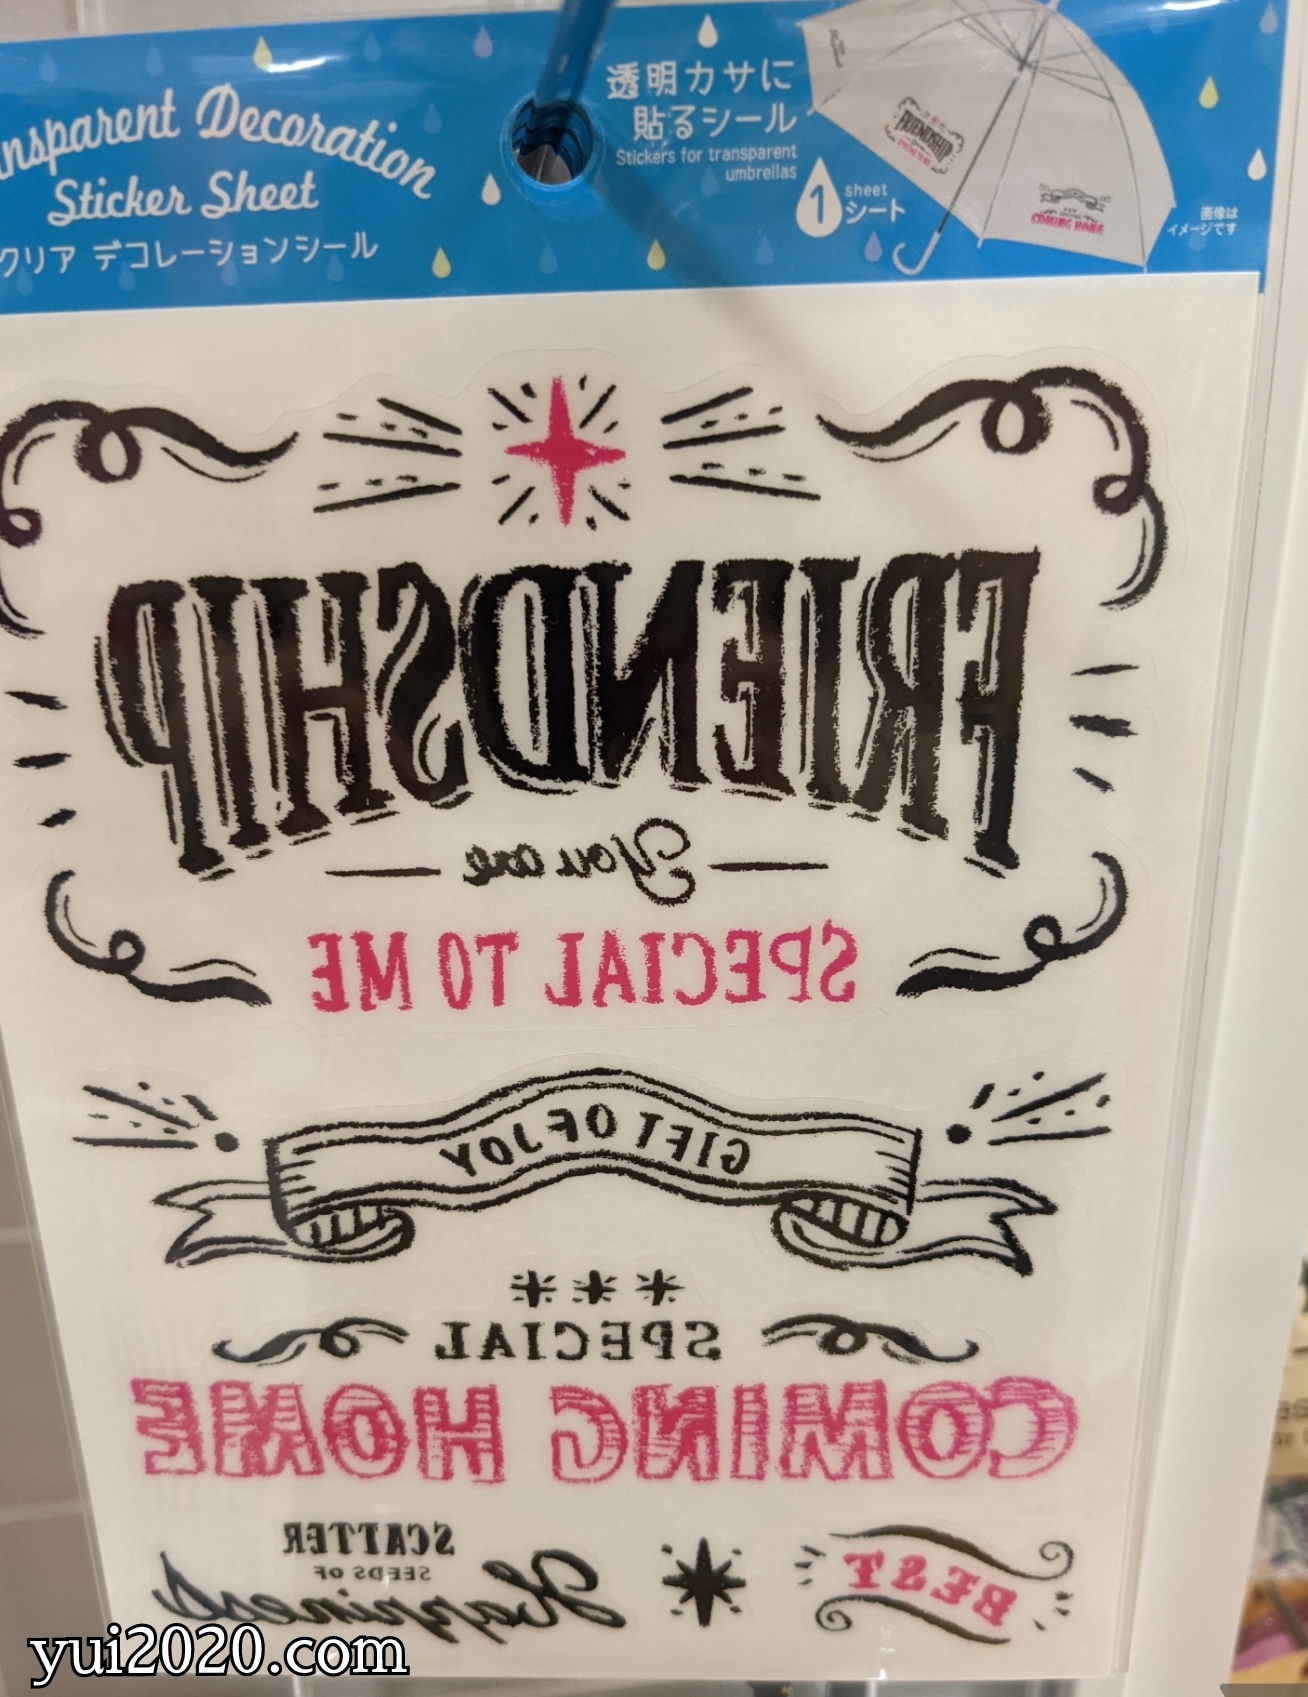 nsparent Decoration
Sticker Sheet
クリア デコレーションシール
透明カサに
貼るシール
Stickers for transparent
umbrellas
1 sheet
シート
FRIENDSHIP
COMING HOME
画像は
イメージです
FRIENDSHIP
You are
SPECIAL TO ME
GIFT OF JOY
SPECIAL
COMING HOME
SCATTER
SEEDS OF
Happiness
BEST
yui2020.com